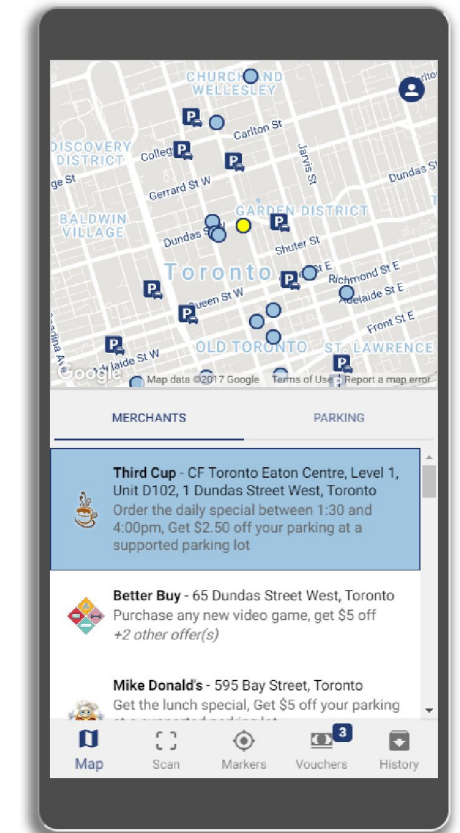 CHURCH AND
WELLESLEY
Carlton St
DISCOVERY
DISTRICT
College
Jarvis St
Gerrard St W
Dundas St
BALDWIN
VILLAGE
GARDEN DISTRICT
Dundas St
Shuter St
Toronto
Richmond St E
Queen St W
Adelaide St E
Front St E
OLD TORONTO
ST. LAWRENCE
Adelaide St W
Google
Map data ©2017 Google
Terms of Use
Report a map error
MERCHANTS
PARKING
Third Cup - CF Toronto Eaton Centre, Level 1,
Unit D102, 1 Dundas Street West, Toronto
Order the daily special between 1:30 and
4:00pm, Get $2.50 off your parking at a
supported parking lot
Better Buy - 65 Dundas Street West, Toronto
Purchase any new video game, get $5 off
+2 other offer(s)
Mike Donald's - 595 Bay Street, Toronto
Get the lunch special, Get $5 off your parking
at a supported parking lot
3
Map
Scan
Markers
Vouchers
History